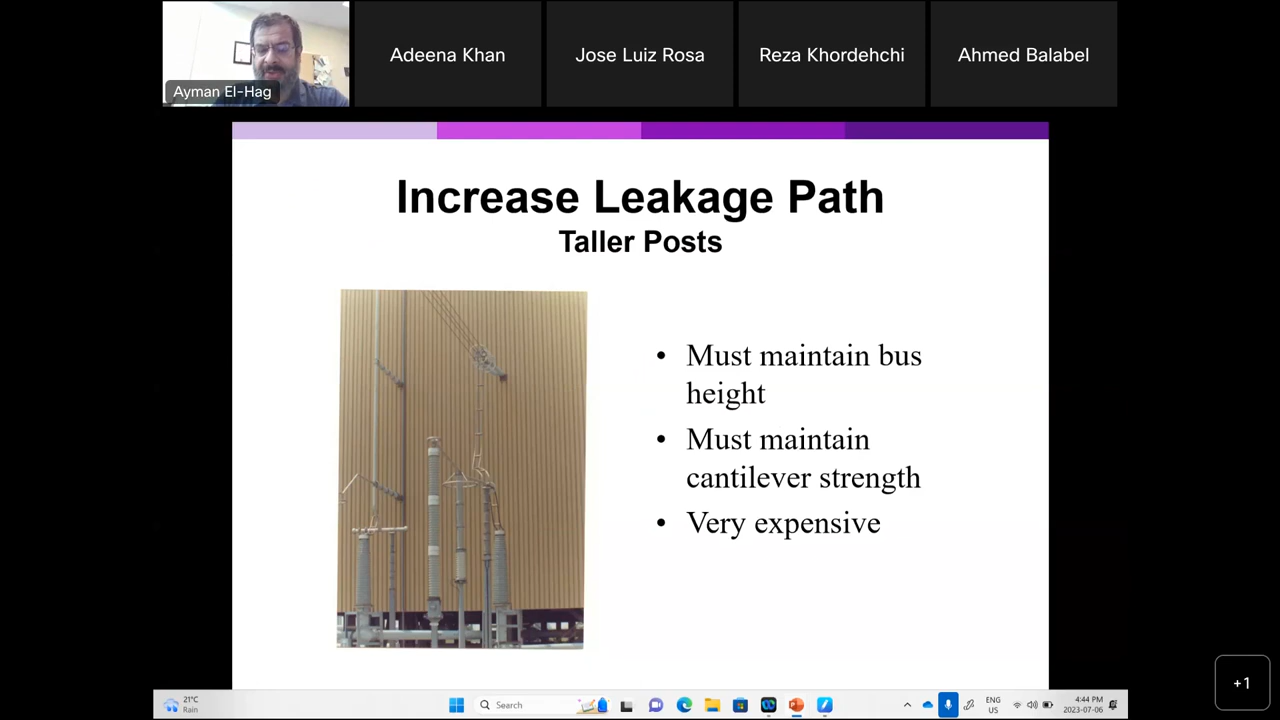 Ayman El-Hag
Adeena Khan
Jose Luiz Rosa
Reza Khordehchi
Ahmed Balabel
Increase Leakage Path
Taller Posts
• Must maintain bus
height
• Must maintain
cantilever strength
• Very expensive
+1
21°C
Rain
Search
ENG
US
4:44 PM
2023-07-06